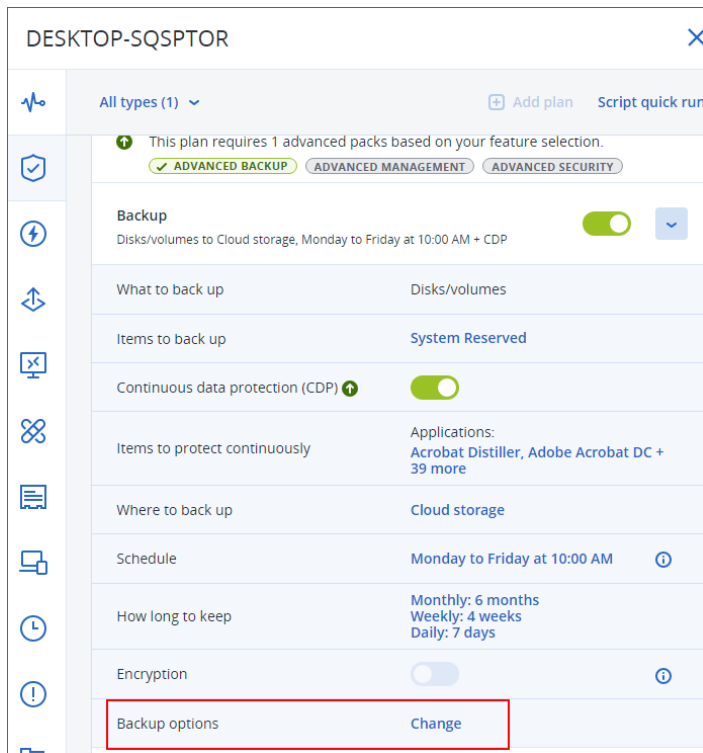 DESKTOP-SQSPTOR
All types (1)
Add plan
Script quick run
This plan requires 1 advanced packs based on your feature selection.
ADVANCED BACKUP
ADVANCED MANAGEMENT
ADVANCED SECURITY
Backup
Disks/volumes to Cloud storage, Monday to Friday at 10:00 AM + CDP
What to back up
Disks/volumes
Items to back up
System Reserved
Continuous data protection (CDP)
Items to protect continuously
Applications:
Acrobat Distiller, Adobe Acrobat DC +
39 more
Where to back up
Cloud storage
Schedule
Monday to Friday at 10:00 AM
How long to keep
Monthly: 6 months
Weekly: 4 weeks
Daily: 7 days
Encryption
Backup options
Change